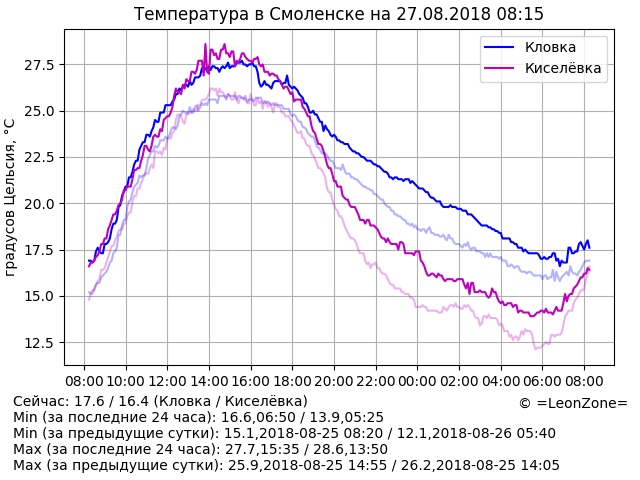 Температура в Смоленске на 27.08.2018 08:15
градусов Цельсия, °C
27.5
25.0
22.5
20.0
17.5
15.0
12.5
Кловка
Киселёвка
08:00 10:00 12:00 14:00 16:00 18:00 20:00 22:00 00:00 02:00 04:00 06:00 08:00
Сейчас: 17.6 / 16.4 (Кловка / Киселёвка)
© =LeonZone=
Min (за последние 24 часа): 16.6,06:50 / 13.9,05:25
Min (за предыдущие сутки): 15.1,2018-08-25 08:20 / 12.1,2018-08-26 05:40
Max (за последние 24 часа): 27.7,15:35 / 28.6,13:50
Max (за предыдущие сутки): 25.9,2018-08-25 14:55 / 26.2,2018-08-25 14:05